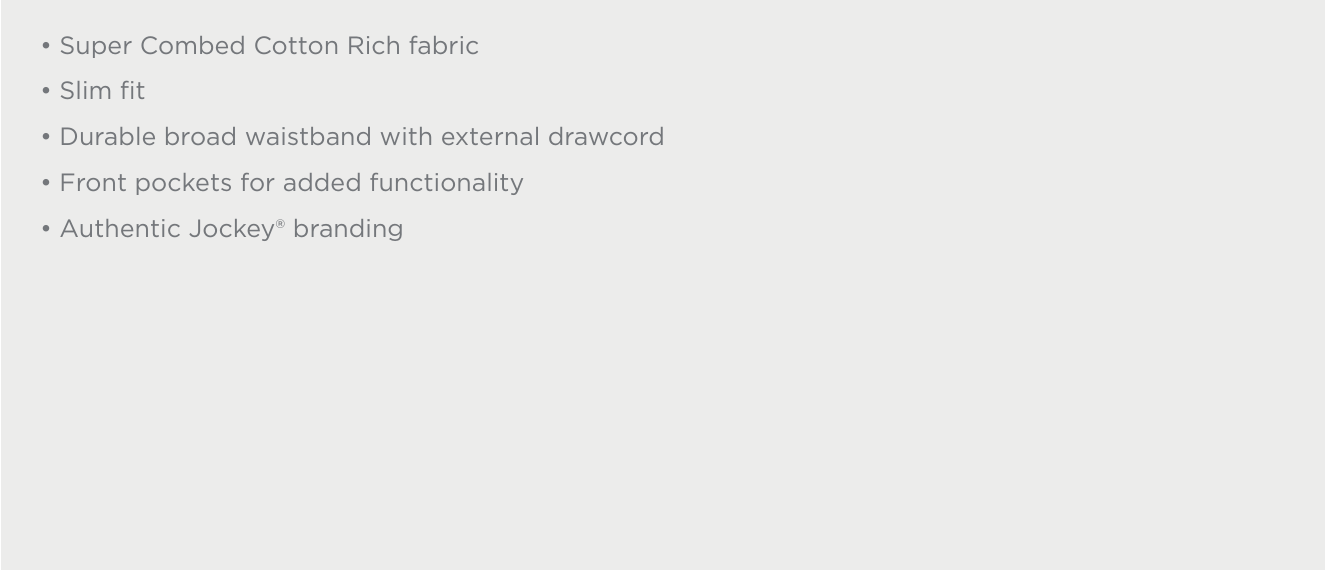 • Super Combed Cotton Rich fabric
• Slim fit
• Durable broad waistband with external drawcord
• Front pockets for added functionality
• Authentic Jockey® branding